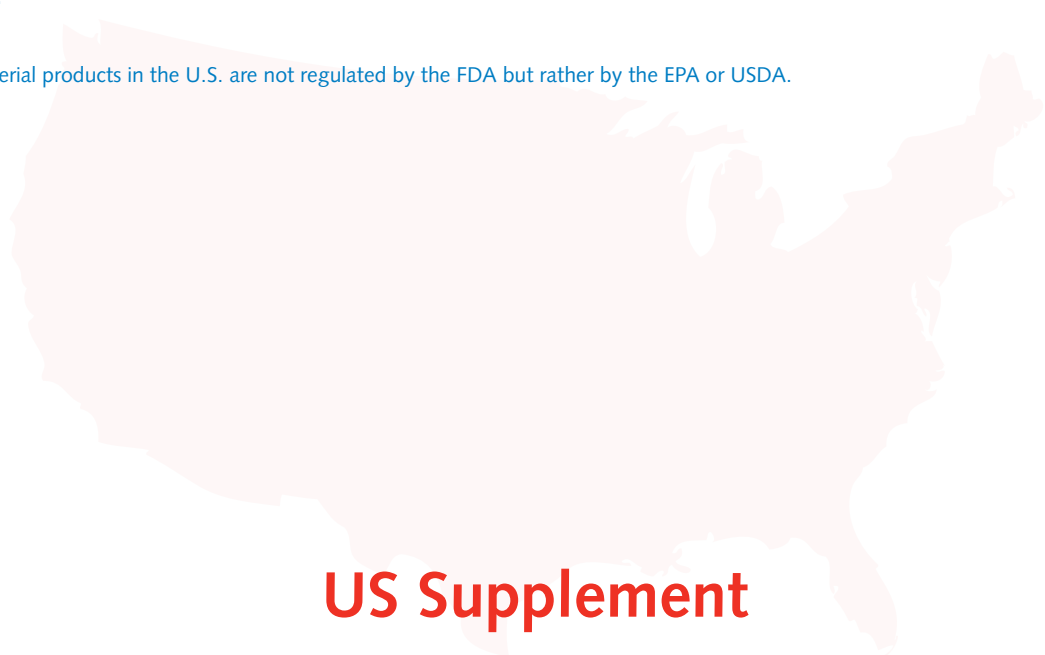 erial products in the U.S. are not regulated by the FDA but rather by the EPA or USDA.
US Supplement